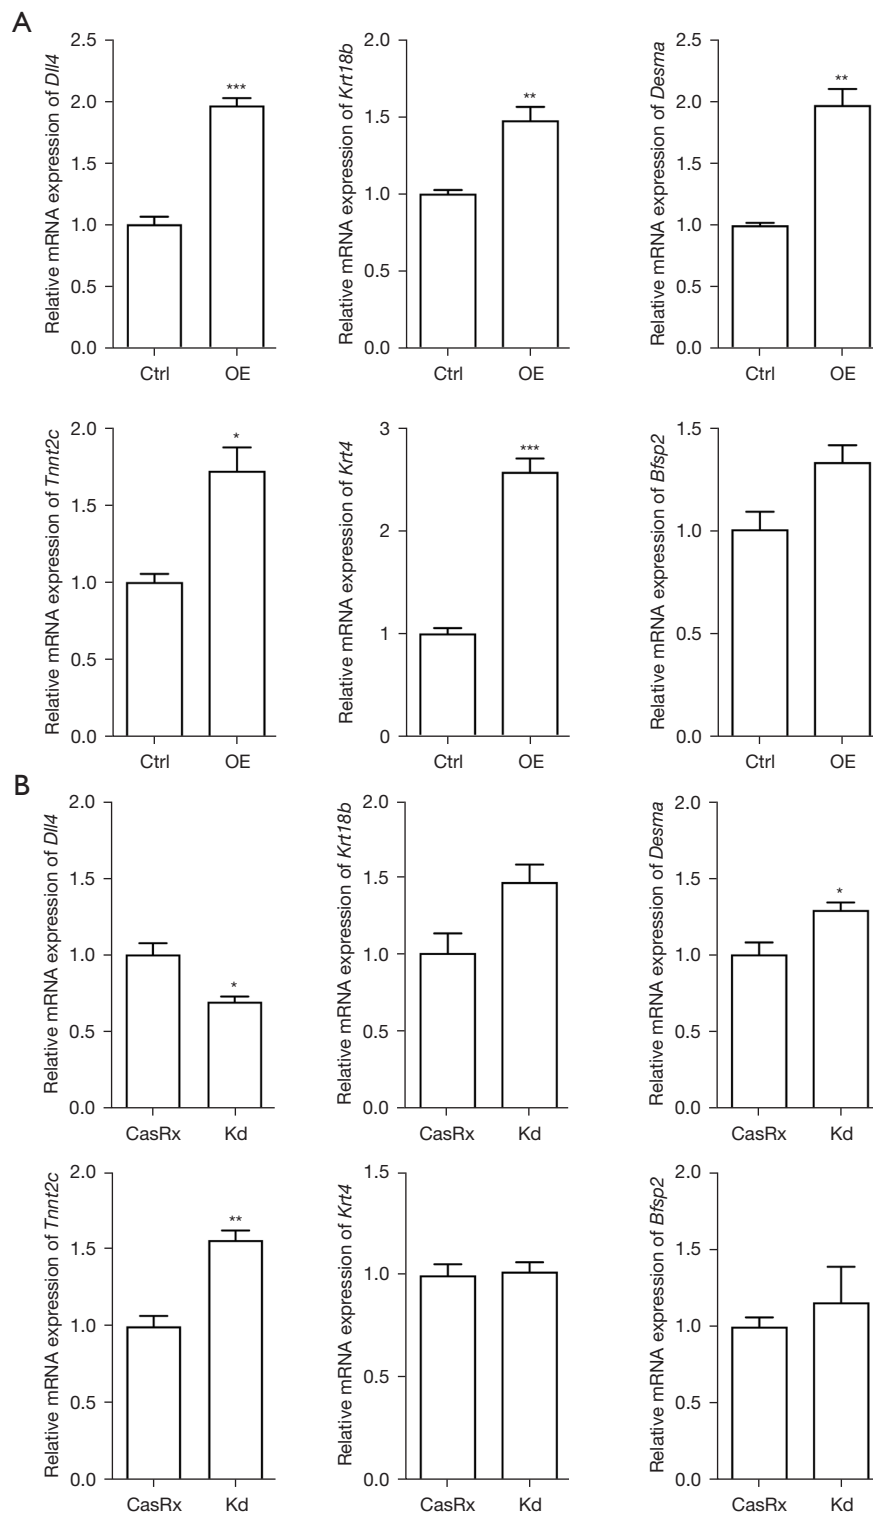 A
Relative mRNA expression of Dll4
2.5
2.0
1.5
1.0
0.5
0.0
***
Ctrl OE
Relative mRNA expression of Krt18b
2.0
1.5
1.0
0.5
0.0
**
Ctrl OE
Relative mRNA expression of Desma
2.5
2.0
1.5
1.0
0.5
0.0
**
Ctrl OE
Relative mRNA expression of Tnnt2c
2.0
1.5
1.0
0.5
0.0
*
Ctrl OE
Relative mRNA expression of Krt4
3
2
1
0
***
Ctrl OE
Relative mRNA expression of Bfsp2
1.5
1.0
0.5
0.0
Ctrl OE
B
Relative mRNA expression of Dll4
2.0
1.5
1.0
0.5
0.0
*
CasRx Kd
Relative mRNA expression of Krt18b
2.0
1.5
1.0
0.5
0.0
CasRx Kd
Relative mRNA expression of Desma
2.0
1.5
1.0
0.5
0.0
*
CasRx Kd
Relative mRNA expression of Tnnt2c
2.0
1.5
1.0
0.5
0.0
**
CasRx Kd
Relative mRNA expression of Krt4
1.5
1.0
0.5
0.0
CasRx Kd
Relative mRNA expression of Bfsp2
2.0
1.5
1.0
0.5
0.0
CasRx Kd